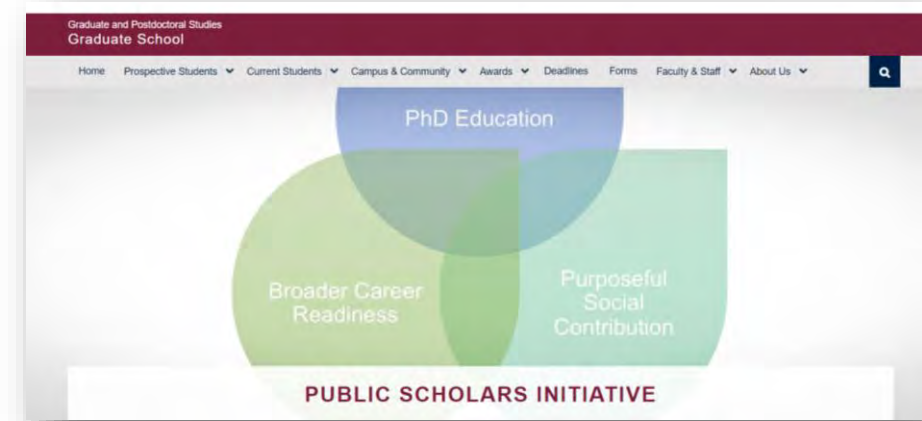 Graduate and Postdoctoral Studies
Graduate School
Home Prospective Students Current Students Campus & Community Awards Deadlines Forms Faculty & Staff About Us
PhD Education
Broader Career
Readiness
Purposeful
Social
Contribution
PUBLIC SCHOLARS INITIATIVE